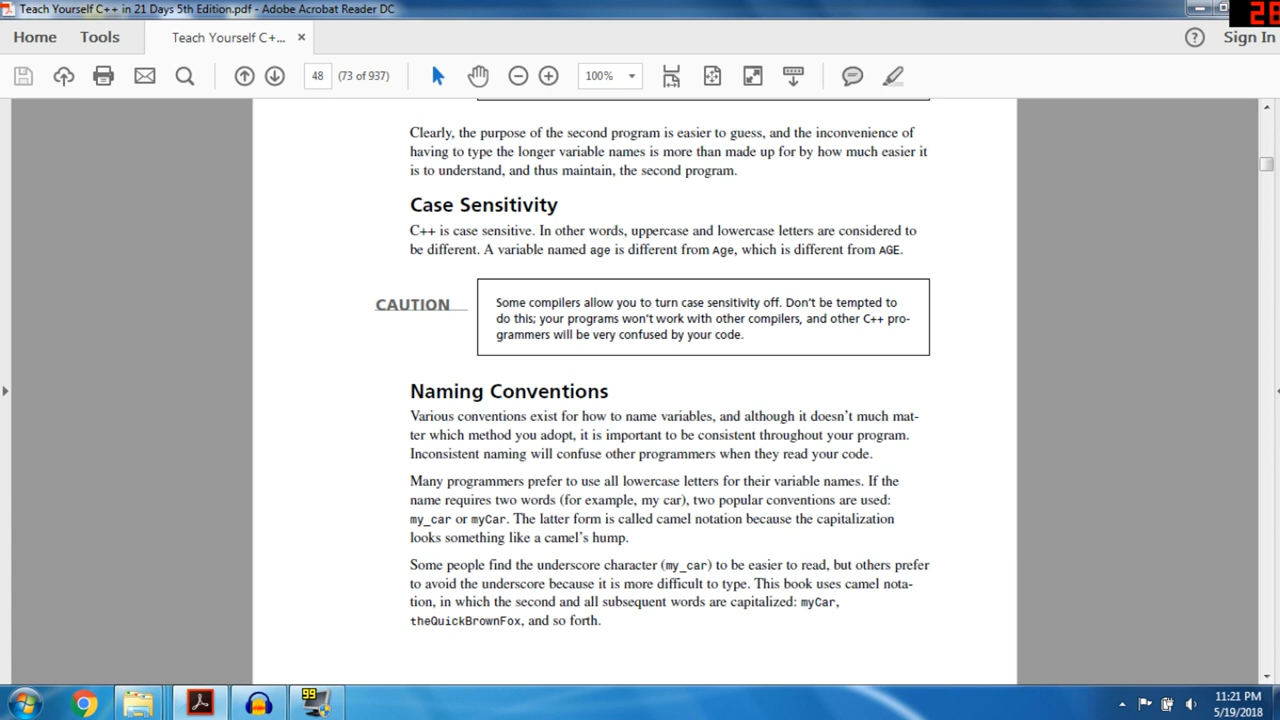 Teach Yourself C++ in 21 Days 5th Edition.pdf - Adobe Acrobat Reader DC
28
Home Tools Teach Yourself C+... × ? Sign In
48 (73 of 937) 100%
Clearly, the purpose of the second program is easier to guess, and the inconvenience of
having to type the longer variable names is more than made up for by how much easier it
is to understand, and thus maintain, the second program.
Case Sensitivity
C++ is case sensitive. In other words, uppercase and lowercase letters are considered to
be different. A variable named age is different from Age, which is different from AGE.
CAUTION
Some compilers allow you to turn case sensitivity off. Don't be tempted to
do this; your programs won't work with other compilers, and other C++ pro-
grammers will be very confused by your code.
Naming Conventions
Various conventions exist for how to name variables, and although it doesn't much mat-
ter which method you adopt, it is important to be consistent throughout your program.
Inconsistent naming will confuse other programmers when they read your code.
Many programmers prefer to use all lowercase letters for their variable names. If the
name requires two words (for example, my car), two popular conventions are used:
my_car or myCar. The latter form is called camel notation because the capitalization
looks something like a camel's hump.
Some people find the underscore character (my_car) to be easier to read, but others prefer
to avoid the underscore because it is more difficult to type. This book uses camel nota-
tion, in which the second and all subsequent words are capitalized: myCar,
theQuickBrownFox, and so forth.
99
11:21 PM
5/19/2018